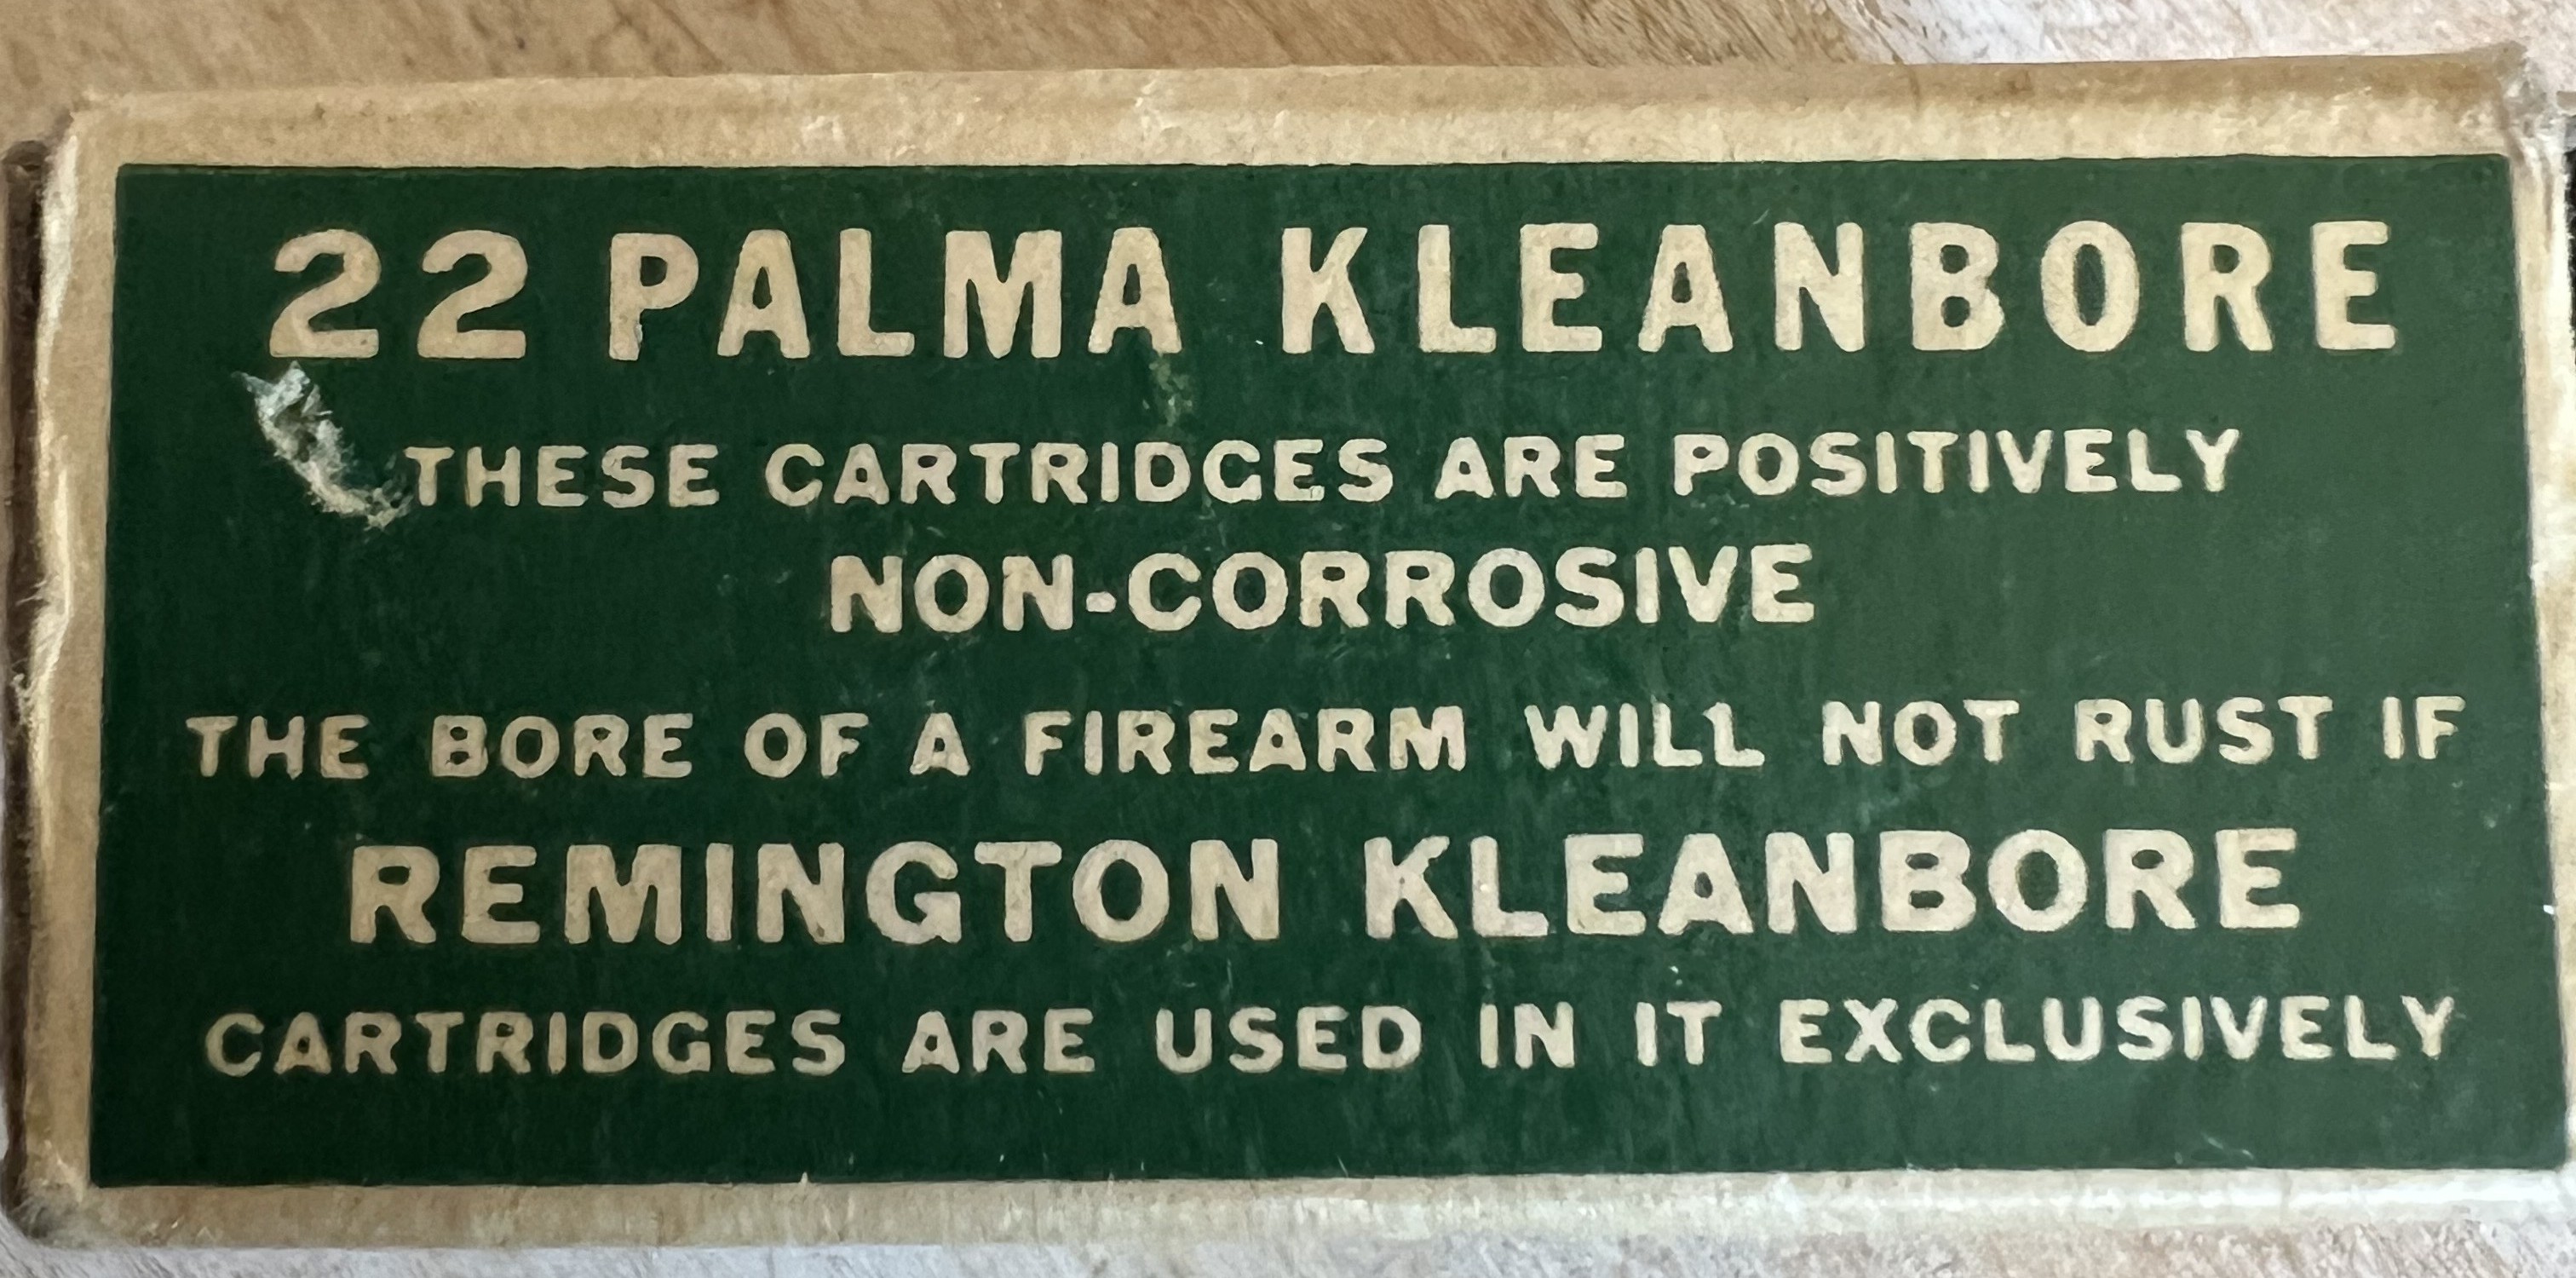 22 PALMA KLEANBORE
THESE CARTRIDGES ARE POSITIVELY
NON-CORROSIVE
THE BORE OF A FIREARM WILL NOT RUST IF
REMINGTON KLEANBORE
CARTRIDGES ARE USED IN IT EXCLUSIVELY